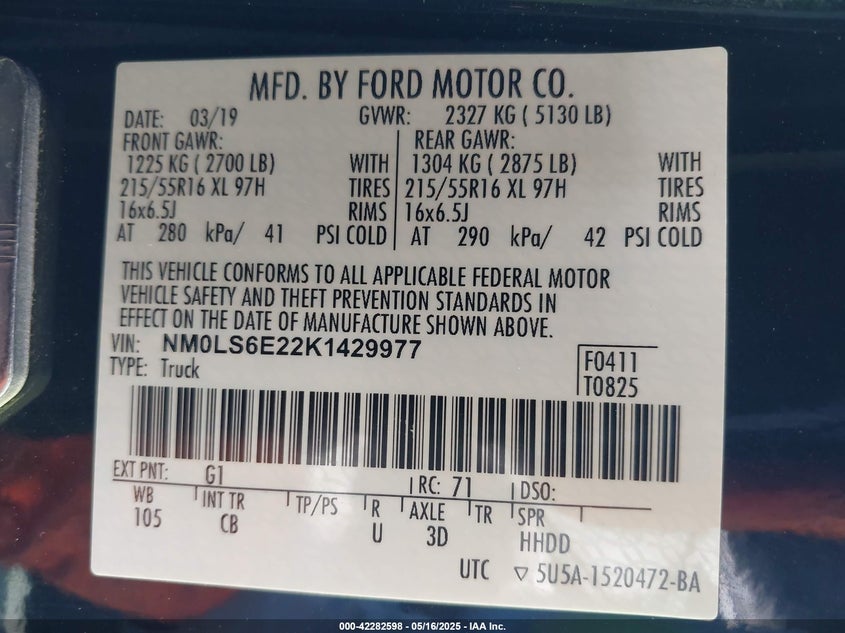 MFD. BY FORD MOTOR CO.
DATE: 03/19 GVWR: 2327 KG ( 5130 LB)
FRONT GAWR: REAR GAWR:
1225 KG ( 2700 LB) WITH 1304 KG ( 2875 LB) WITH
215/55R16 XL 97H TIRES 215/55R16 XL 97H TIRES
16x6.5J RIMS 16x6.5J RIMS
AT 280 kPa/ 41 PSI COLD AT 290 kPa/ 42 PSI COLD
THIS VEHICLE CONFORMS TO ALL APPLICABLE FEDERAL MOTOR
VEHICLE SAFETY AND THEFT PREVENTION STANDARDS IN
EFFECT ON THE DATE OF MANUFACTURE SHOWN ABOVE.
VIN: NM0LS6E22K1429977
TYPE: Truck
F0411
T0825
EXT PNT: G1 RC: 71 DSO:
WB INT TR TP/PS R AXLE TR SPR
105 CB U 3D HHDD
UTC ▽ 5U5A-1520472-BA
000-42282598 - 05/16/2025 - IAA Inc.